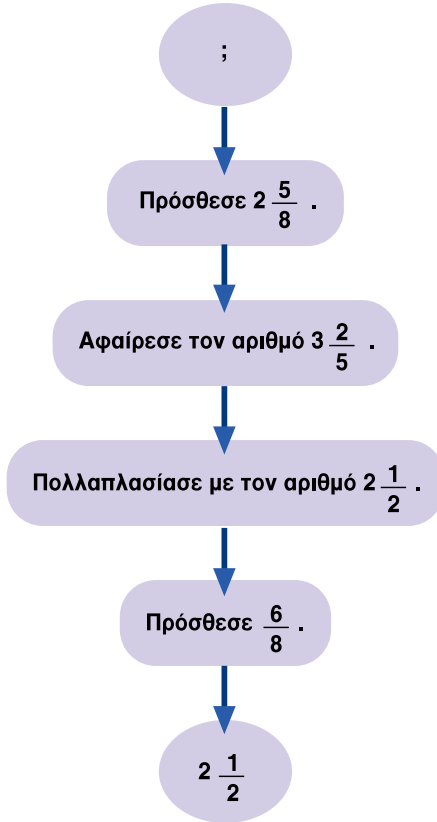 ;
Πρόσθεσε 2 5/8 .
Αφαίρεσε τον αριθμό 3 2/5 .
Πολλαπλασίασε με τον αριθμό 2 1/2 .
Πρόσθεσε 6/8 .
2 1/2